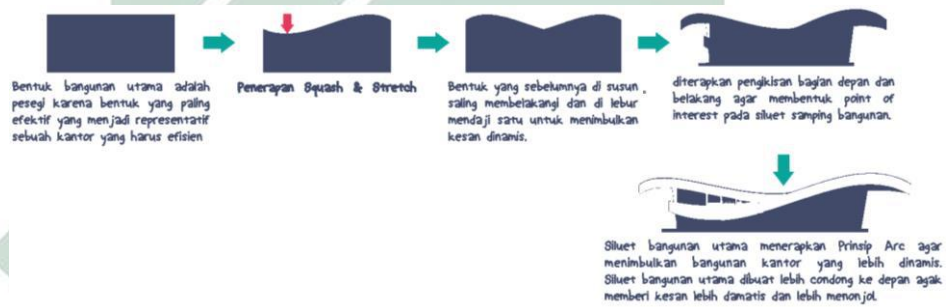 Bentuk bangunan utama adalah
pesegi karena bentuk yang paling
efektif yang menjadi representatif
sebuah kantor yang harus efisien
Penerapan Squash & Stretch
Bentuk yang sebelumnya di susun ,
saling membelakangi dan di lebur
mendaji satu untuk menimbulkan
kesan dinamis.
diterapkan pengikisan bagian depan dan
belakang agar membentuk point of
interest pada siluet samping bangunan.
Siluet bangunan utama menerapkan Prinsip Arc agar
menimbulkan bangunan kantor yang lebih dinamis.
Siluet bangunan utama dibuat lebih condong ke depan agak
memberi kesan lebih damatis dan lebih menonjol.